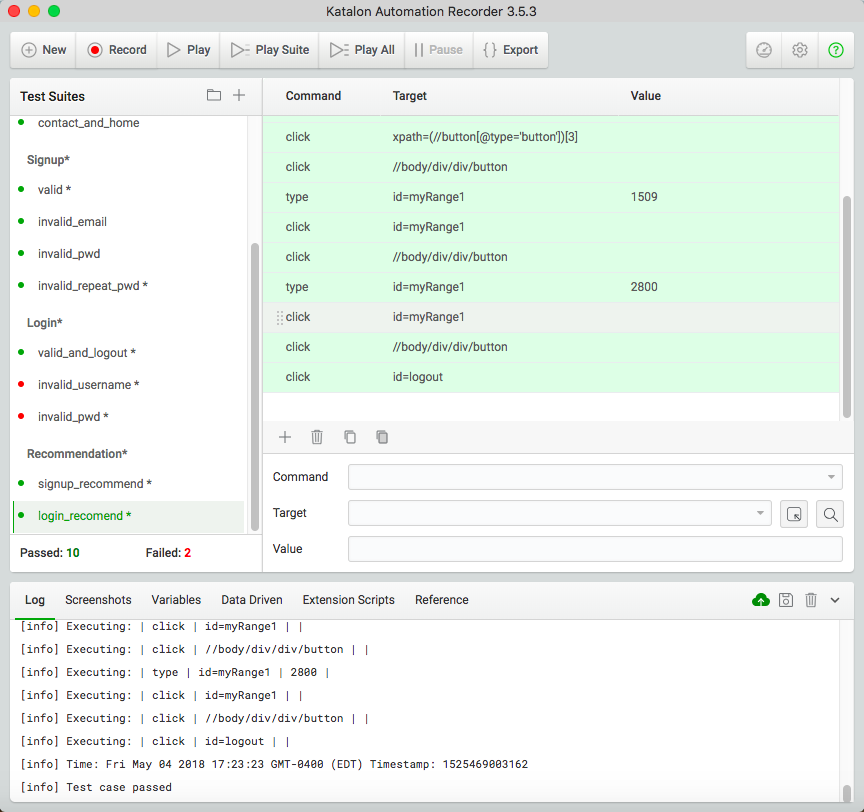 Katalon Automation Recorder 3.5.3
New Record Play Play Suite Play All Pause {} Export ?
Test Suites
contact_and_home
Signup*
valid *
invalid_email
invalid_pwd
invalid_repeat_pwd *
Login*
valid_and_logout *
invalid_username *
invalid_pwd *
Recommendation*
signup_recommend *
login_recomend *
Passed: 10 Failed: 2
Command Target Value
click xpath=(//button[@type='button'])[3]
click //body/div/div/button
type id=myRange1 1509
click id=myRange1
click //body/div/div/button
type id=myRange1 2800
click id=myRange1
click //body/div/div/button
click id=logout
Command
Target
Value
Log Screenshots Variables Data Driven Extension Scripts Reference
[info] Executing: | click | id=myRange1 | |
[info] Executing: | click | //body/div/div/button | |
[info] Executing: | type | id=myRange1 | 2800 |
[info] Executing: | click | id=myRange1 | |
[info] Executing: | click | //body/div/div/button | |
[info] Executing: | click | id=logout | |
[info] Time: Fri May 04 2018 17:23:23 GMT-0400 (EDT) Timestamp: 1525469003162
[info] Test case passed